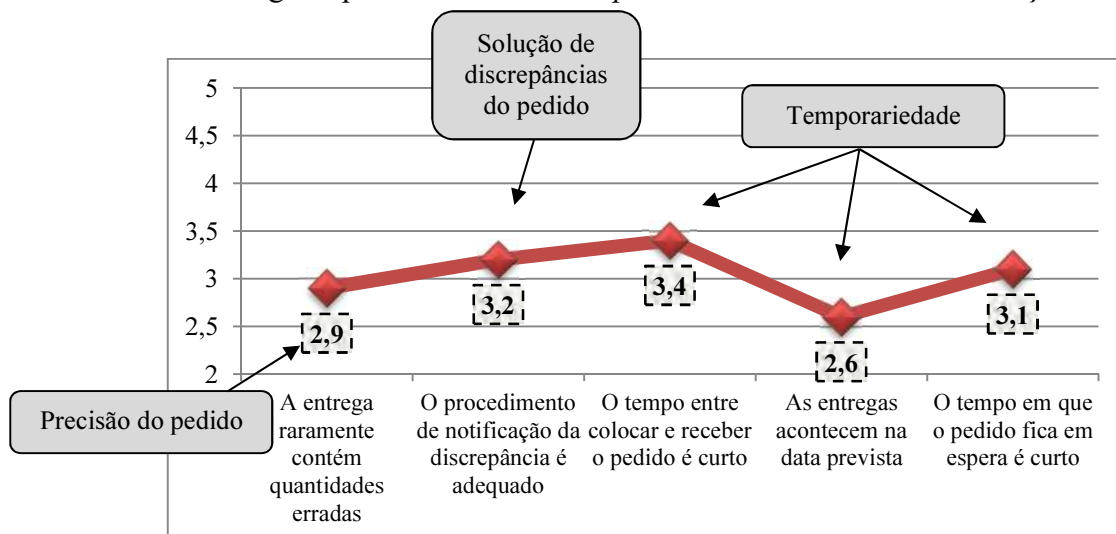 Solução de
discrepâncias
do pedido
Temporariedade
5
4,5
4
3,5
3
2,5
2
2,9
3,2
3,4
2,6
3,1
Precisão do pedido
A entrega
raramente
contém
quantidades
erradas
O procedimento
de notificação da
discrepância é
adequado
O tempo entre
colocar e receber
o pedido é curto
As entregas
acontecem na
data prevista
O tempo em que
o pedido fica em
espera é curto